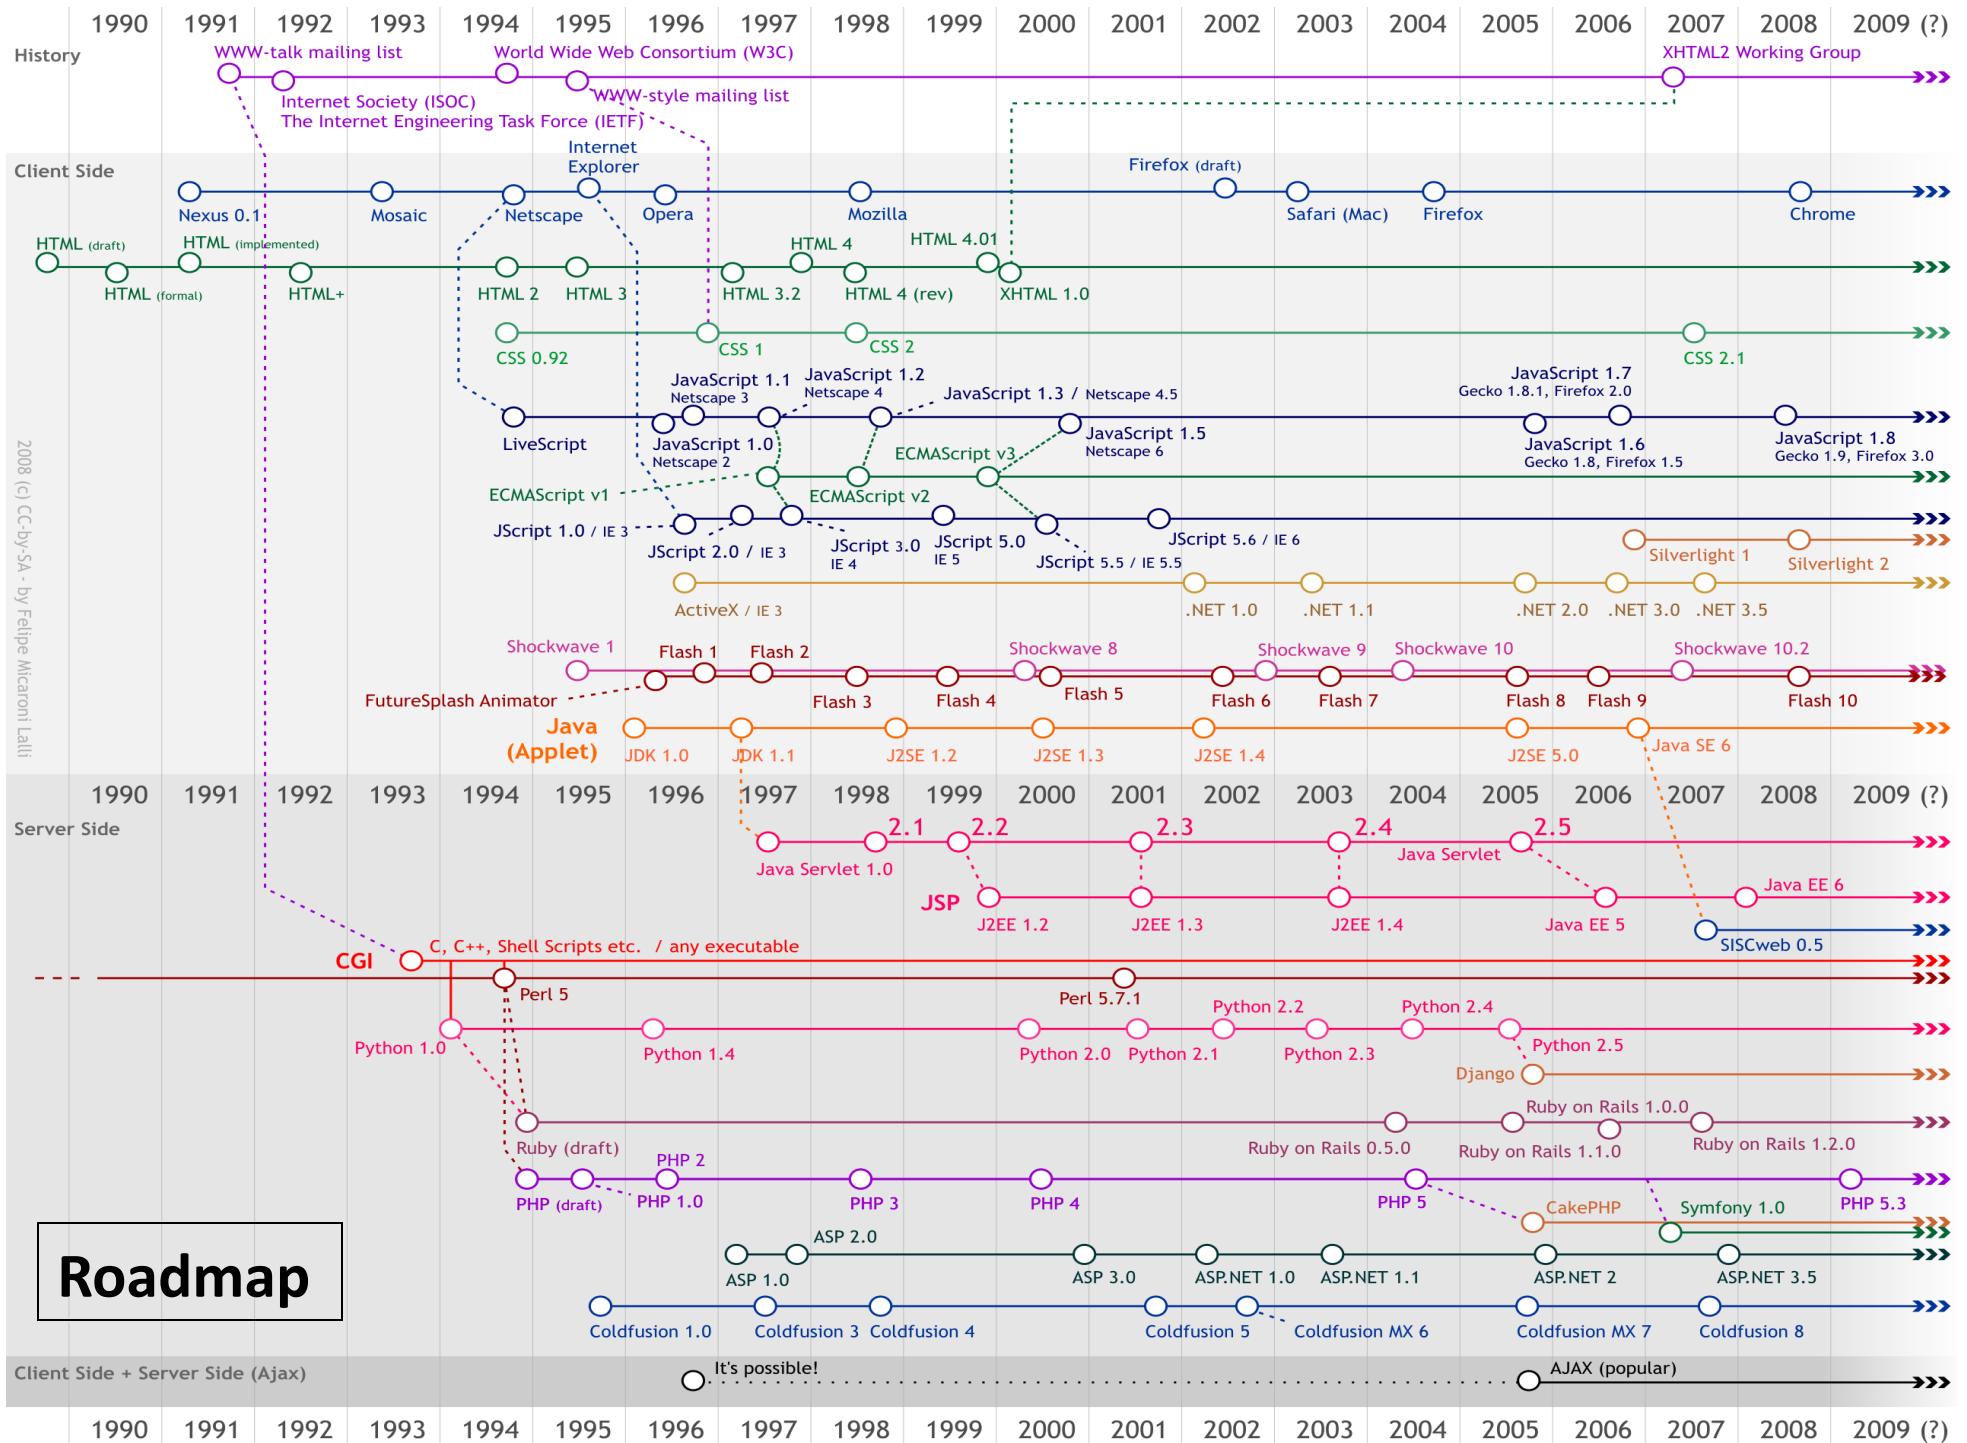 1990 1991 1992 1993 1994 1995 1996 1997 1998 1999 2000 2001 2002 2003 2004 2005 2006 2007 2008 2009 (?)
History
WWW-talk mailing list
World Wide Web Consortium (W3C)
XHTML2 Working Group
Internet Society (ISOC)
The Internet Engineering Task Force (IETF)
WWW-style mailing list
Client Side
Internet
Explorer
Firefox (draft)
Nexus 0.1
Mosaic
Netscape
Opera
Mozilla
Safari (Mac)
Firefox
Chrome
HTML (draft)
HTML (implemented)
HTML 4
HTML 4.01
HTML (formal)
HTML+
HTML 2
HTML 3
HTML 3.2
HTML 4 (rev)
XHTML 1.0
CSS 0.92
CSS 1
CSS 2
CSS 2.1
JavaScript 1.1
Netscape 3
JavaScript 1.2
Netscape 4
JavaScript 1.3 / Netscape 4.5
JavaScript 1.7
Gecko 1.8.1, Firefox 2.0
LiveScript
JavaScript 1.0
Netscape 2
JavaScript 1.5
Netscape 6
JavaScript 1.6
Gecko 1.8, Firefox 1.5
JavaScript 1.8
Gecko 1.9, Firefox 3.0
ECMAScript v3
ECMAScript v1
ECMAScript v2
JScript 1.0 / IE 3
JScript 2.0 / IE 3
JScript 3.0
IE 4
JScript 5.0
IE 5
JScript 5.5 / IE 5.5
JScript 5.6 / IE 6
Silverlight 1
Silverlight 2
ActiveX / IE 3
.NET 1.0
.NET 1.1
.NET 2.0
.NET 3.0
.NET 3.5
Shockwave 1
Flash 1
Flash 2
Shockwave 8
Shockwave 9
Shockwave 10
Shockwave 10.2
FutureSplash Animator
Flash 3
Flash 4
Flash 5
Flash 6
Flash 7
Flash 8
Flash 9
Flash 10
Java
(Applet)
JDK 1.0
JDK 1.1
J2SE 1.2
J2SE 1.3
J2SE 1.4
J2SE 5.0
Java SE 6
2008 (c) CC-by-SA - by Felipe Micaroni Lalli
1990 1991 1992 1993 1994 1995 1996 1997 1998 1999 2000 2001 2002 2003 2004 2005 2006 2007 2008 2009 (?)
Server Side
2.1
2.2
2.3
2.4
2.5
Java Servlet 1.0
Java Servlet
JSP
J2EE 1.2
J2EE 1.3
J2EE 1.4
Java EE 5
Java EE 6
SISCweb 0.5
CGI
C, C++, Shell Scripts etc. / any executable
Perl 5
Perl 5.7.1
Python 1.0
Python 1.4
Python 2.0
Python 2.1
Python 2.2
Python 2.3
Python 2.4
Python 2.5
Django
Ruby (draft)
Ruby on Rails 0.5.0
Ruby on Rails 1.0.0
Ruby on Rails 1.1.0
Ruby on Rails 1.2.0
PHP (draft)
PHP 1.0
PHP 2
PHP 3
PHP 4
PHP 5
PHP 5.3
CakePHP
Symfony 1.0
Roadmap
ASP 1.0
ASP 2.0
ASP 3.0
ASP.NET 1.0
ASP.NET 1.1
ASP.NET 2
ASP.NET 3.5
Coldfusion 1.0
Coldfusion 3
Coldfusion 4
Coldfusion 5
Coldfusion MX 6
Coldfusion MX 7
Coldfusion 8
Client Side + Server Side (Ajax)
It's possible!
AJAX (popular)
1990 1991 1992 1993 1994 1995 1996 1997 1998 1999 2000 2001 2002 2003 2004 2005 2006 2007 2008 2009 (?)